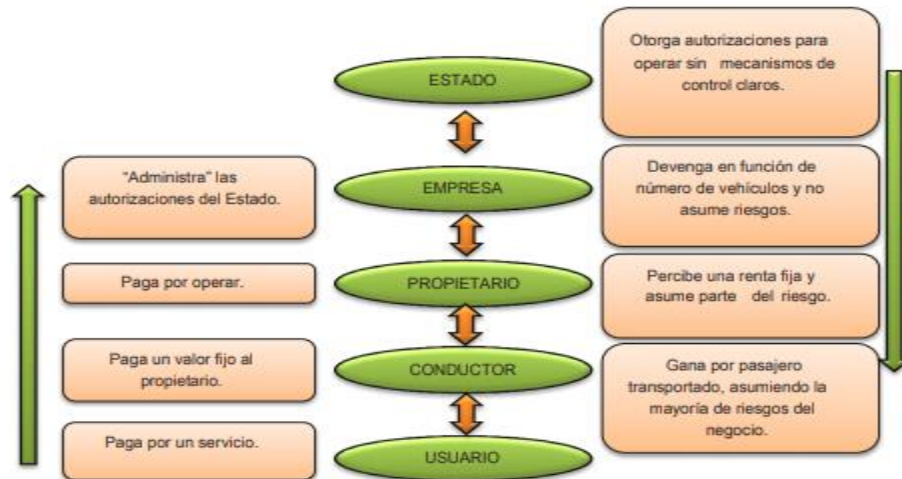 Otorga autorizaciones para
operar sin mecanismos de
control claros.
ESTADO
"Administra" las
autorizaciones del Estado.
EMPRESA
Devenga en función de
número de vehículos y no
asume riesgos.
Paga por operar.
PROPIETARIO
Percibe una renta fija y
asume parte del riesgo.
Paga un valor fijo al
propietario.
CONDUCTOR
Gana por pasajero
transportado, asumiendo la
mayoría de riesgos del
negocio.
Paga por un servicio.
USUARIO